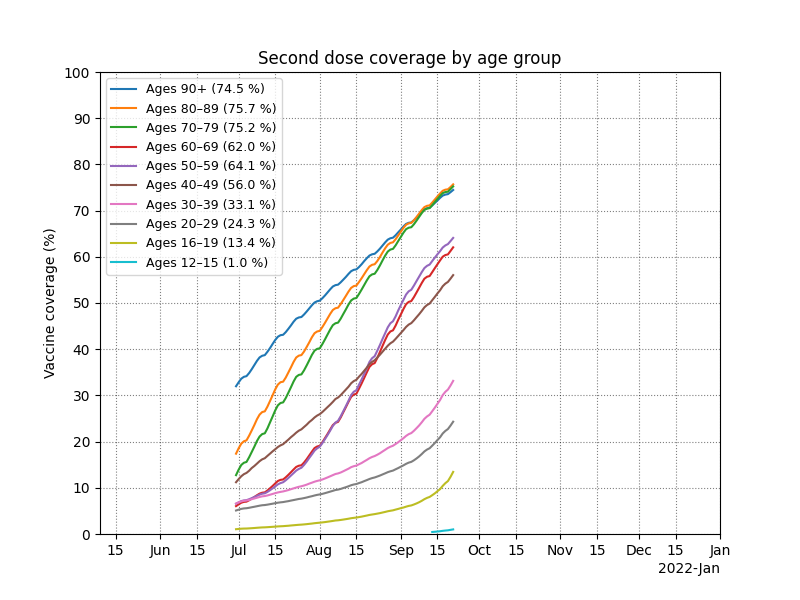 Second dose coverage by age group
Vaccine coverage (%)
100
90
80
70
60
50
40
30
20
10
0
Ages 90+ (74.5 %)
Ages 80–89 (75.7 %)
Ages 70–79 (75.2 %)
Ages 60–69 (62.0 %)
Ages 50–59 (64.1 %)
Ages 40–49 (56.0 %)
Ages 30–39 (33.1 %)
Ages 20–29 (24.3 %)
Ages 16–19 (13.4 %)
Ages 12–15 (1.0 %)
15 Jun 15 Jul 15 Aug 15 Sep 15 Oct 15 Nov 15 Dec 15 Jan
2022-Jan